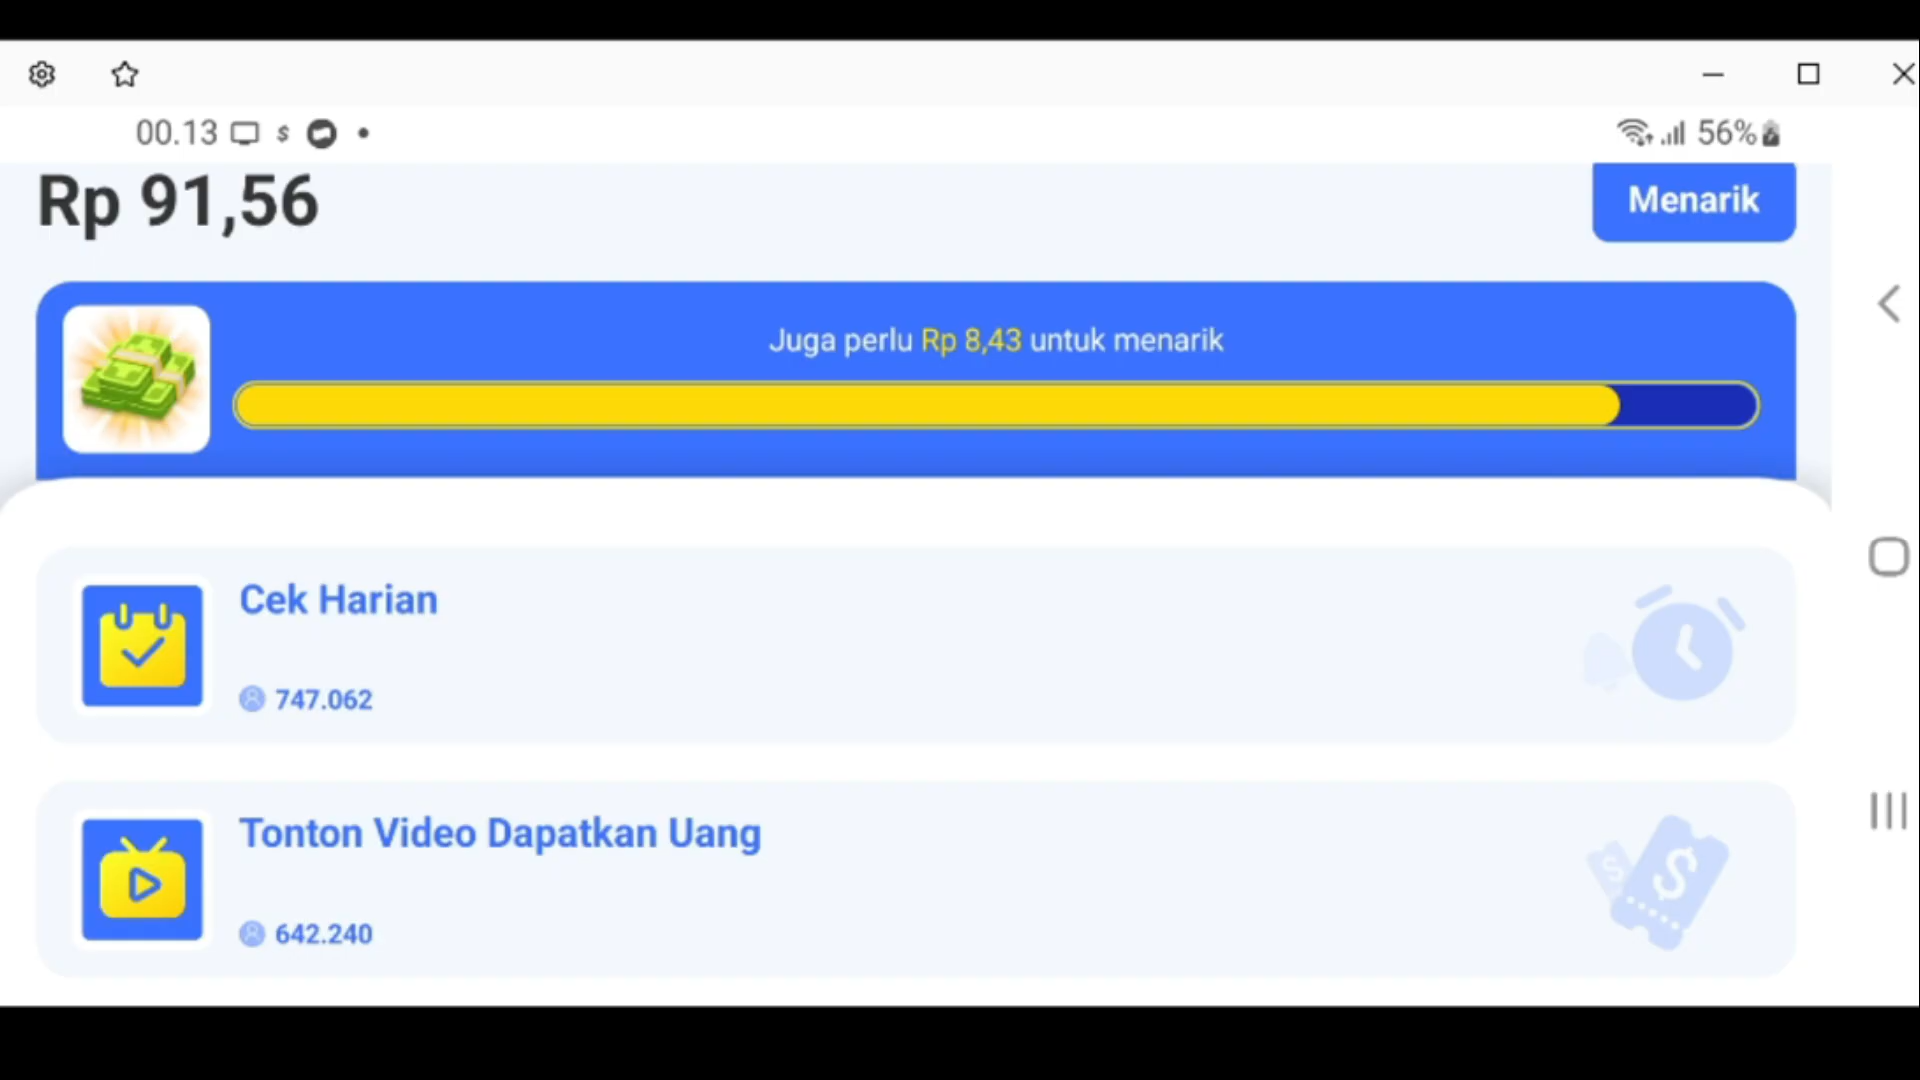 00.13 $ 56%
Rp 91,56 Menarik
Juga perlu Rp 8,43 untuk menarik
Cek Harian
747.062
Tonton Video Dapatkan Uang
642.240
$ $